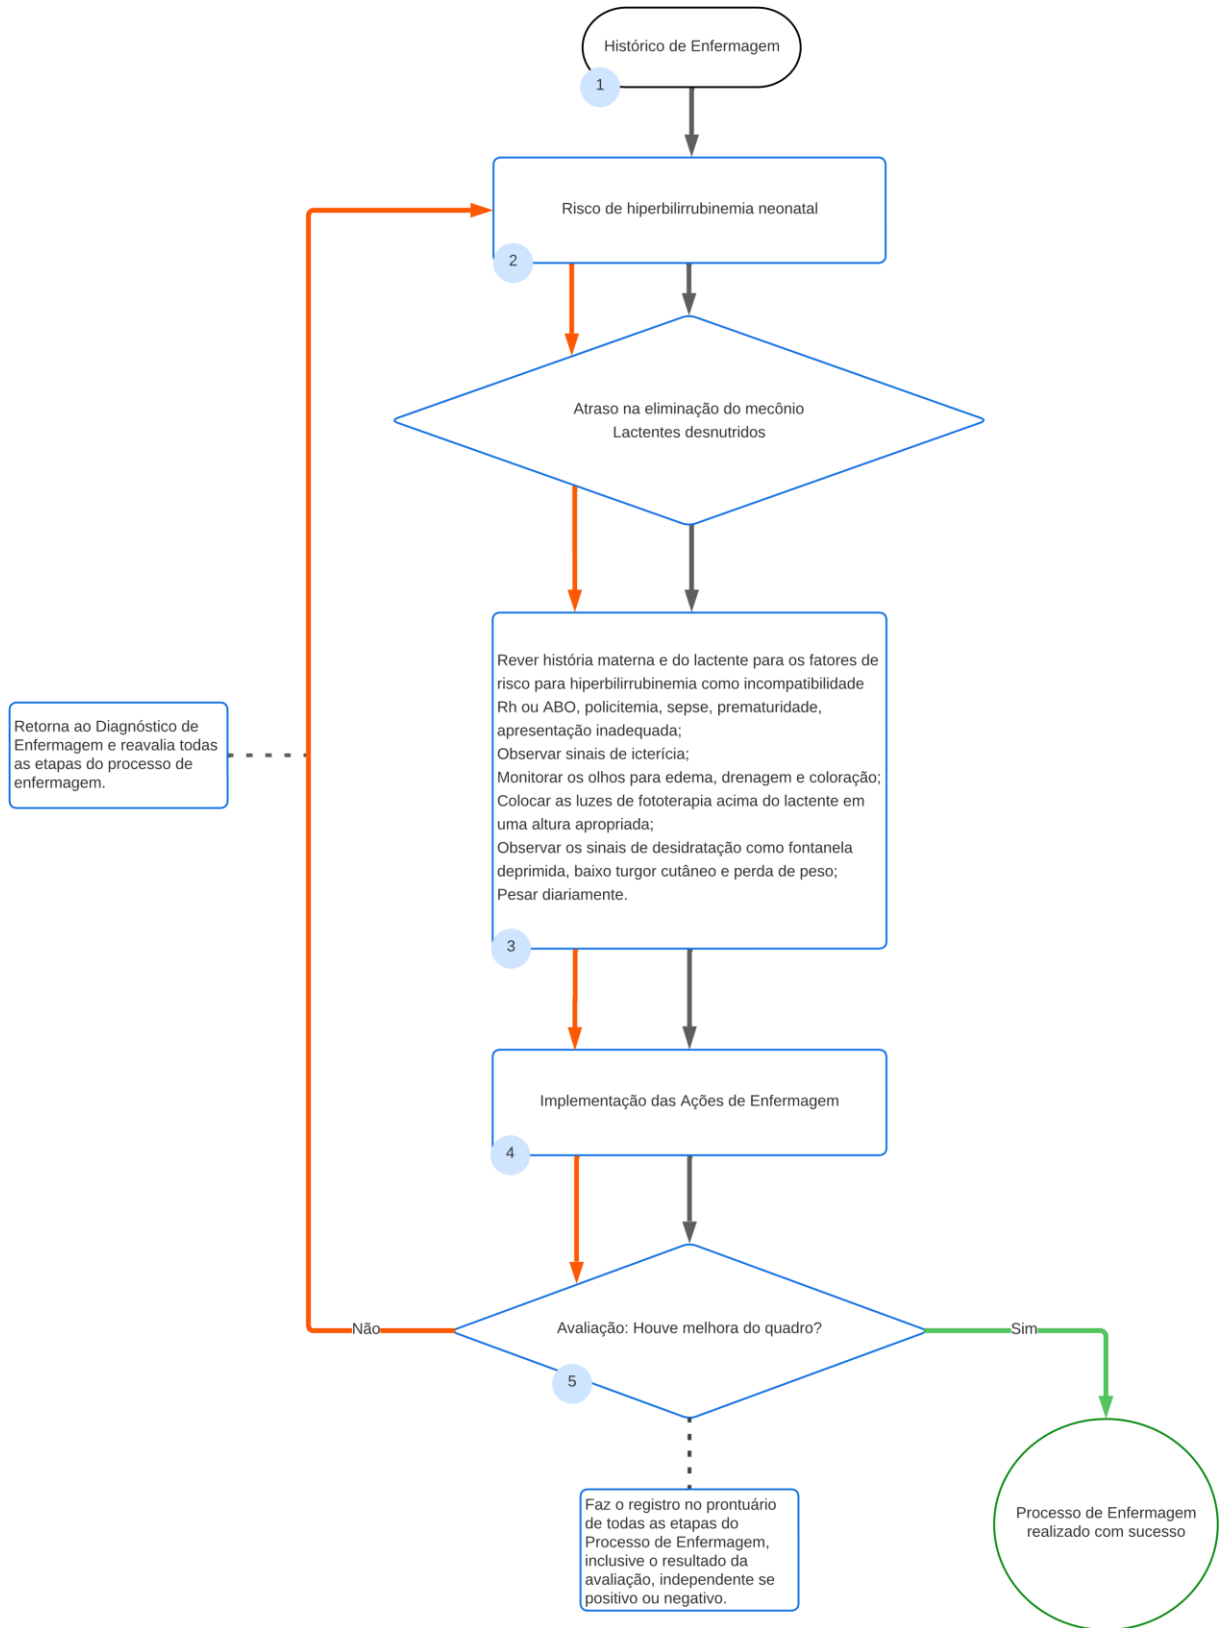 Histórico de Enfermagem
1
Risco de hiperbilirrubinemia neonatal
2
Atraso na eliminação do mecônio
Lactentes desnutridos
Rever história materna e do lactente para os fatores de
risco para hiperbilirrubinemia como incompatibilidade
Rh ou ABO, policitemia, sepse, prematuridade,
apresentação inadequada;
Observar sinais de icterícia;
Monitorar os olhos para edema, drenagem e coloração;
Colocar as luzes de fototerapia acima do lactente em
uma altura apropriada;
Observar os sinais de desidratação como fontanela
deprimida, baixo turgor cutâneo e perda de peso;
Pesar diariamente.
3
Retorna ao Diagnóstico de
Enfermagem e reavalia todas
as etapas do processo de
enfermagem.
Implementação das Ações de Enfermagem
4
Avaliação: Houve melhora do quadro?
5
Não
Sim
Faz o registro no prontuário
de todas as etapas do
Processo de Enfermagem,
inclusive o resultado da
avaliação, independente se
positivo ou negativo.
Processo de Enfermagem
realizado com sucesso